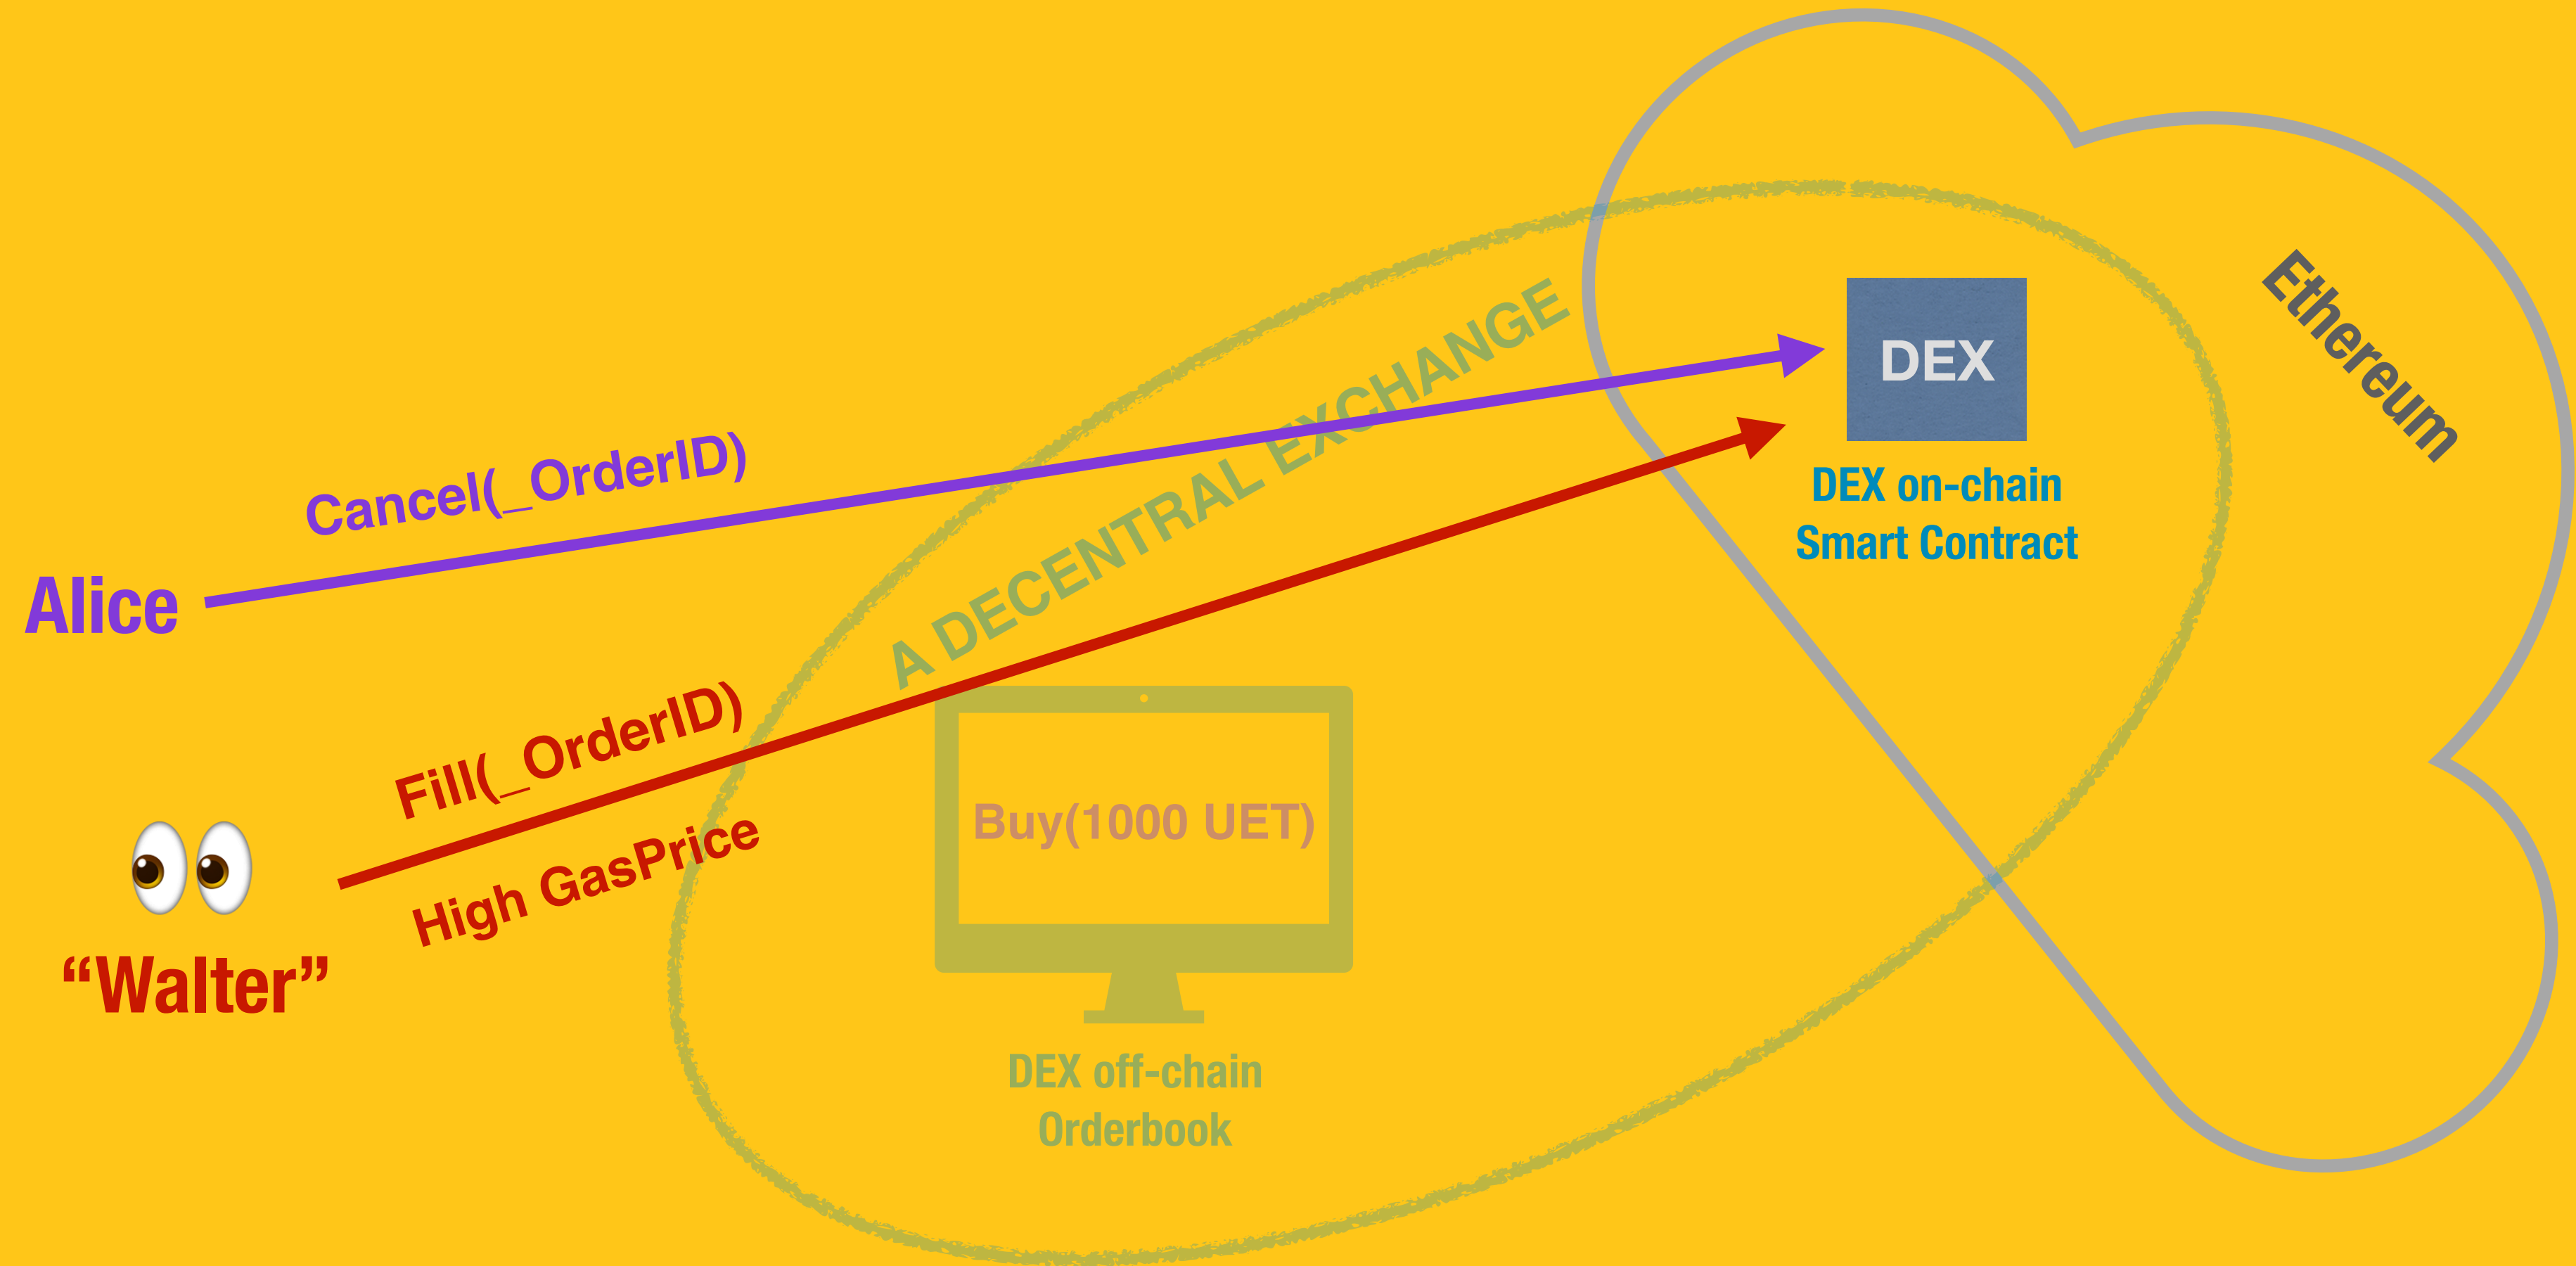 Ethereum
A DECENTRAL EXCHANGE
DEX
DEX on-chain
Smart Contract
Cancel(_OrderID)
Alice
Fill(_OrderID)
High GasPrice
“Walter”
Buy(1000 UET)
DEX off-chain
Orderbook